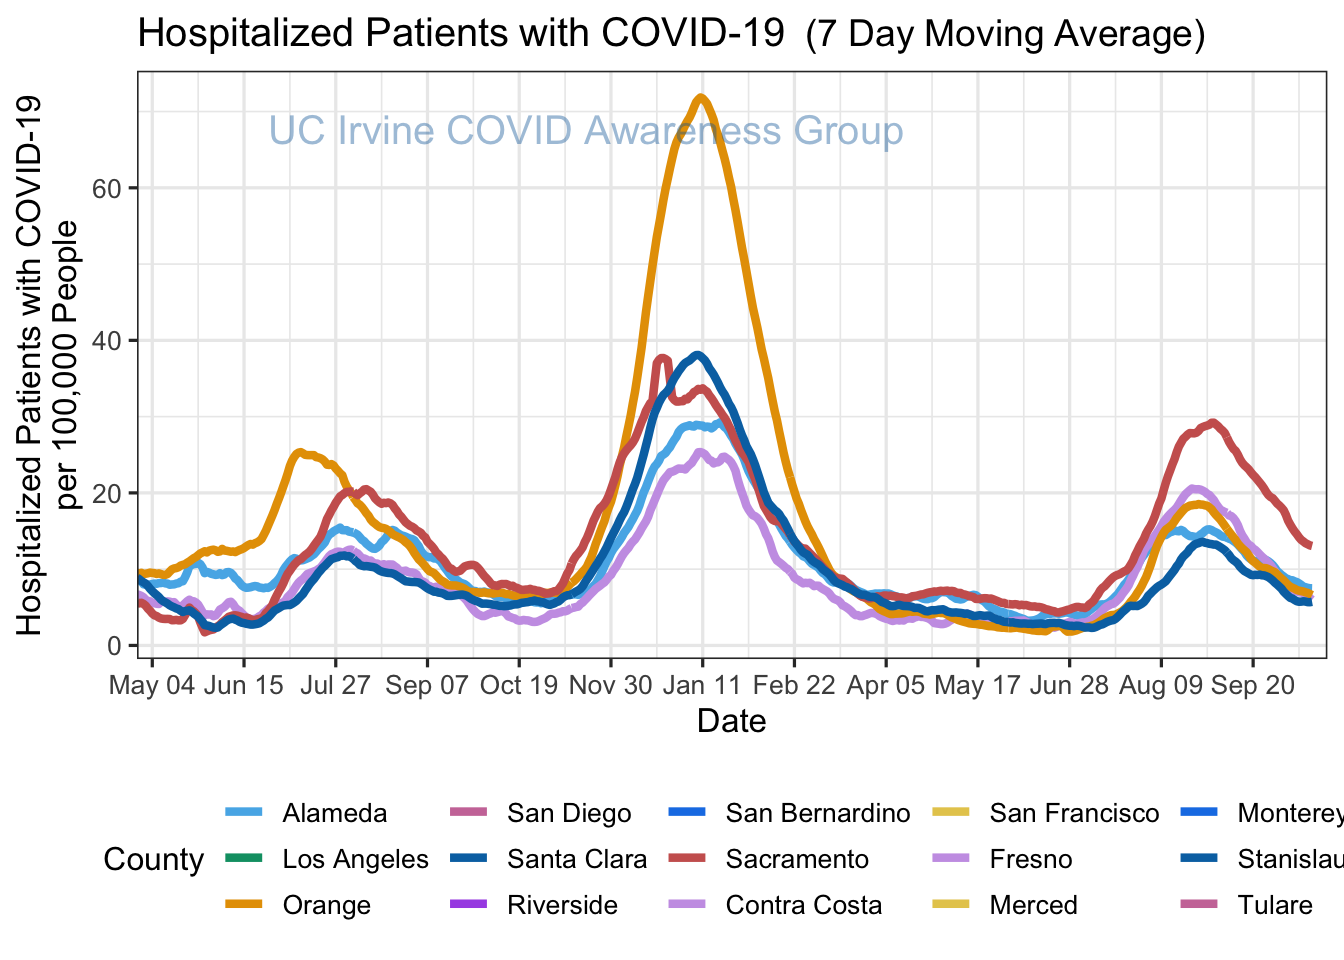 Hospitalized Patients with COVID-19  (7 Day Moving Average)
UC Irvine COVID Awareness Group
Hospitalized Patients with COVID-19
per 100,000 People
60
40
20
0
May 04 Jun 15 Jul 27 Sep 07 Oct 19 Nov 30 Jan 11 Feb 22 Apr 05 May 17 Jun 28 Aug 09 Sep 20
Date
County
Alameda San Diego San Bernardino San Francisco Monterey
Los Angeles Santa Clara Sacramento Fresno Stanislau
Orange Riverside Contra Costa Merced Tulare